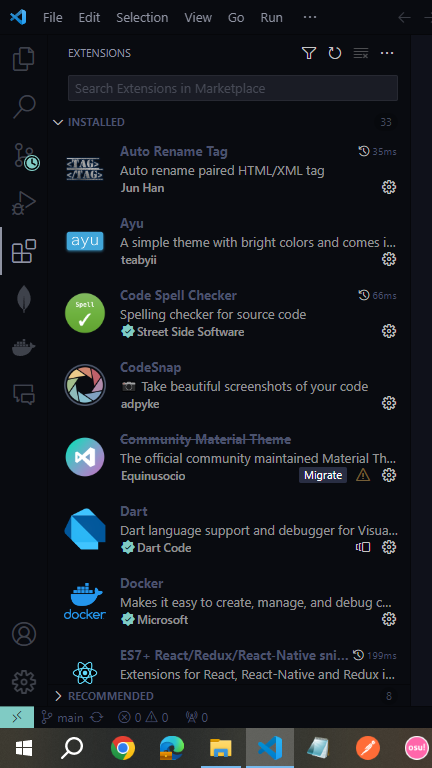 File Edit Selection View Go Run ···
EXTENSIONS
Search Extensions in Marketplace
INSTALLED 33
<TAG>
</TAG>
Auto Rename Tag 35ms
Auto rename paired HTML/XML tag
Jun Han
ayu
Ayu
A simple theme with bright colors and comes i...
teabyii
Spell
Code Spell Checker 66ms
Spelling checker for source code
Street Side Software
CodeSnap
📷 Take beautiful screenshots of your code
adpyke
Community Material Theme
The official community maintained Material Th...
Equinusocio Migrate
Dart
Dart language support and debugger for Visua...
Dart Code
docker
Docker
Makes it easy to create, manage, and debug c...
Microsoft
ES7+ React/Redux/React-Native sni... 199ms
Extensions for React, React-Native and Redux i...
RECOMMENDED 8
main 0 0 0
osu!